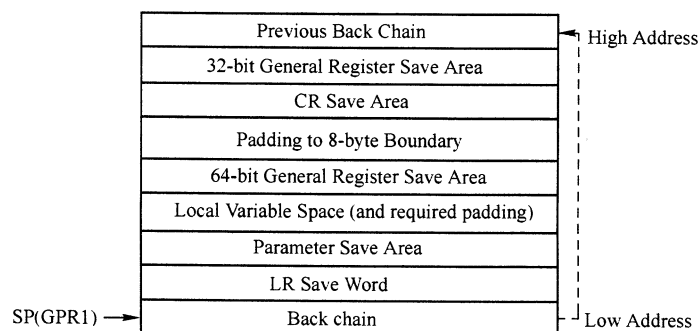 Previous Back Chain
High Address
32-bit General Register Save Area
CR Save Area
Padding to 8-byte Boundary
64-bit General Register Save Area
Local Variable Space (and required padding)
Parameter Save Area
LR Save Word
SP(GPR1)
Back chain
Low Address